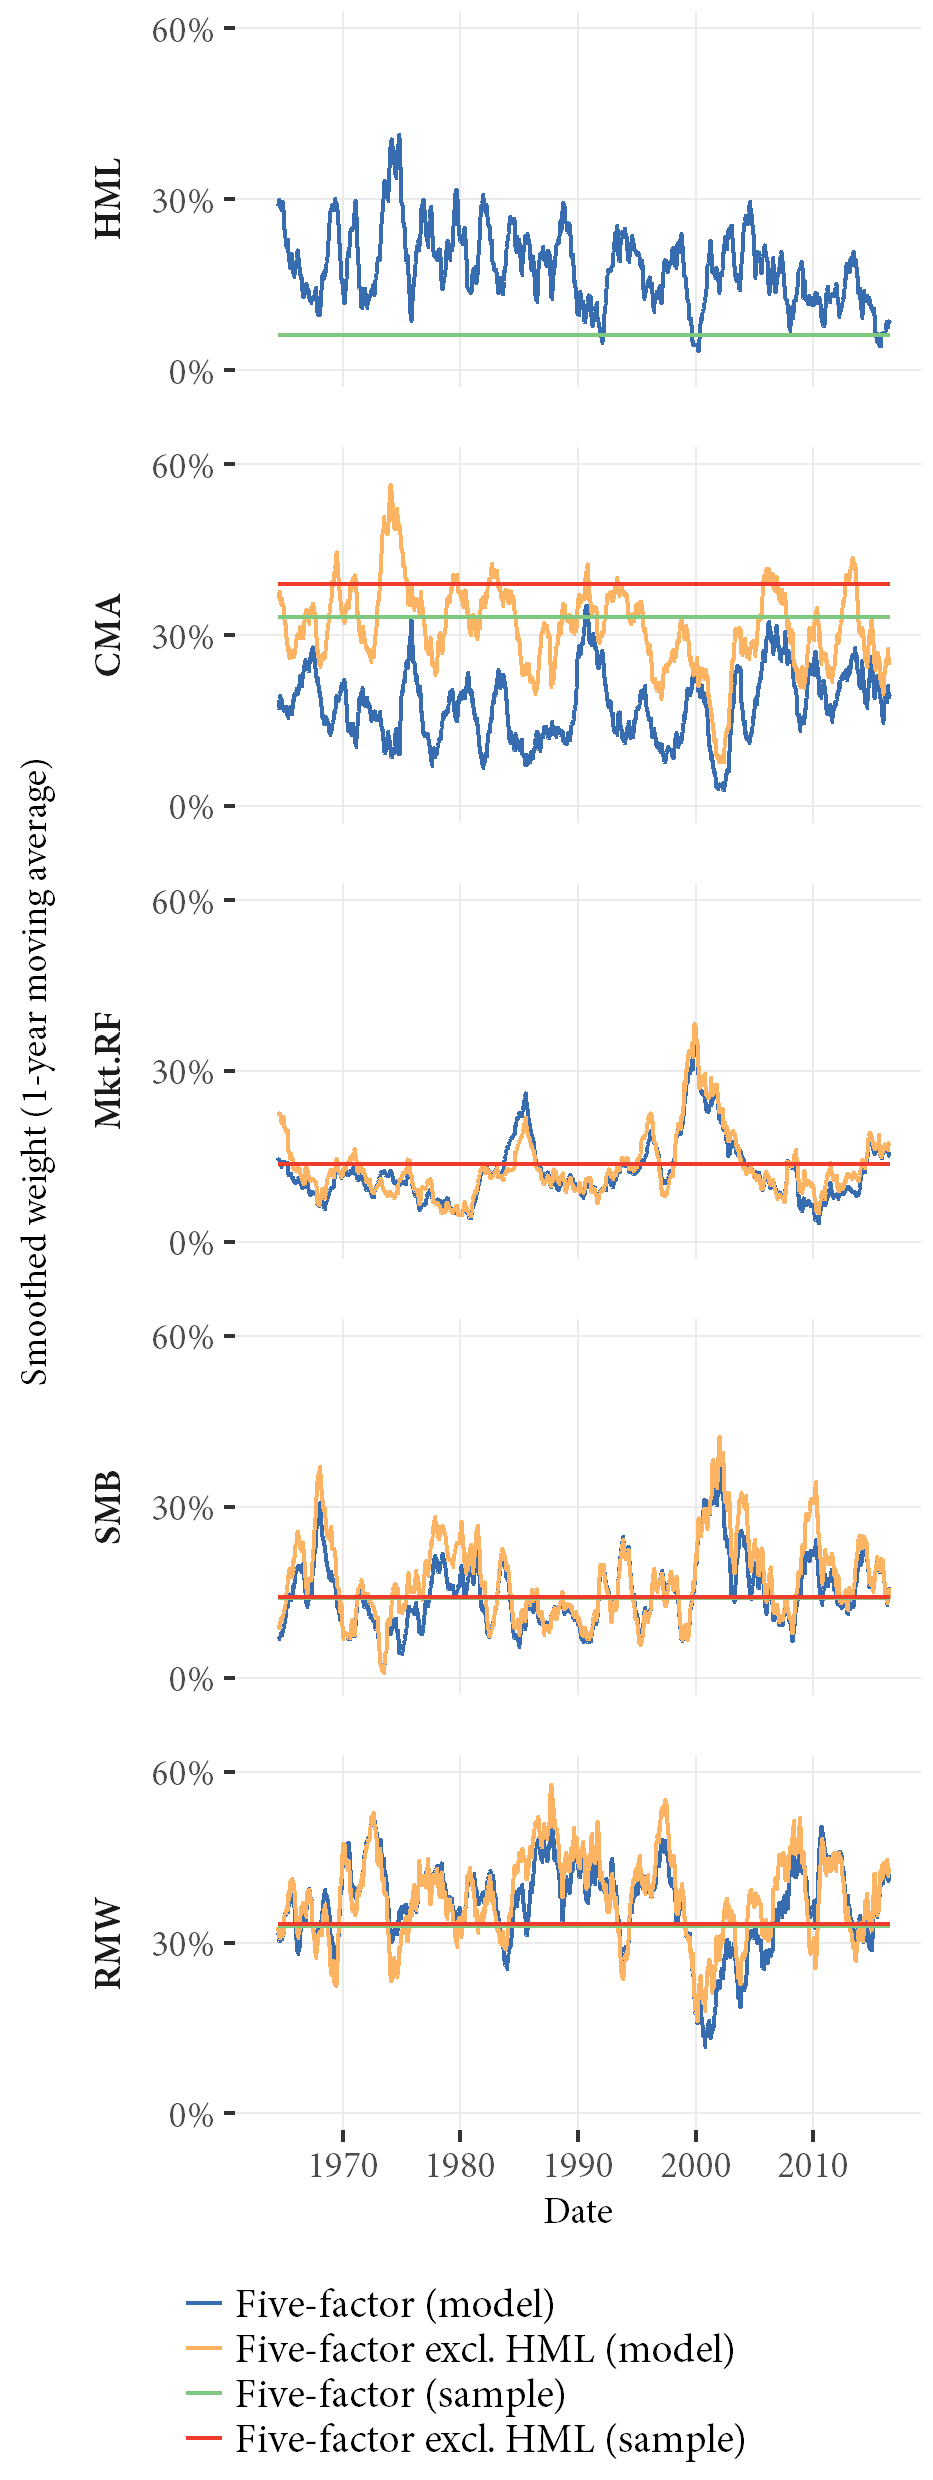 Smoothed weight (1-year moving average)
HML
60%
30%
0%
CMA
60%
30%
0%
Mkt.RF
60%
30%
0%
SMB
60%
30%
0%
RMW
60%
30%
0%
1970 1980 1990 2000 2010
Date
Five-factor (model)
Five-factor excl. HML (model)
Five-factor (sample)
Five-factor excl. HML (sample)